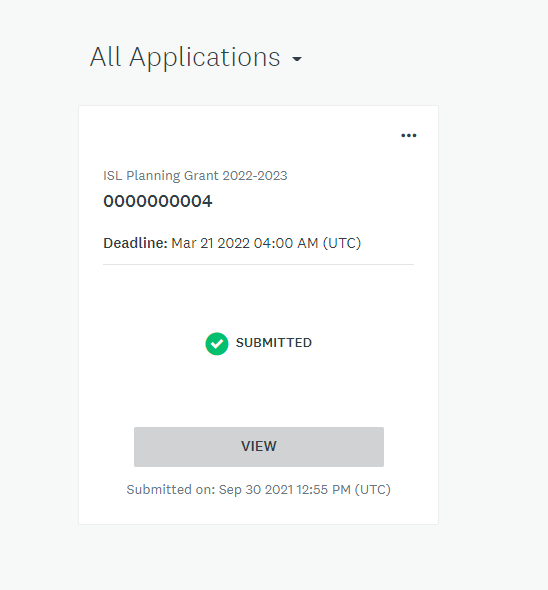 All Applications
ISL Planning Grant 2022-2023
0000000004
Deadline: Mar 21 2022 04:00 AM (UTC)
SUBMITTED
VIEW
Submitted on: Sep 30 2021 12:55 PM (UTC)